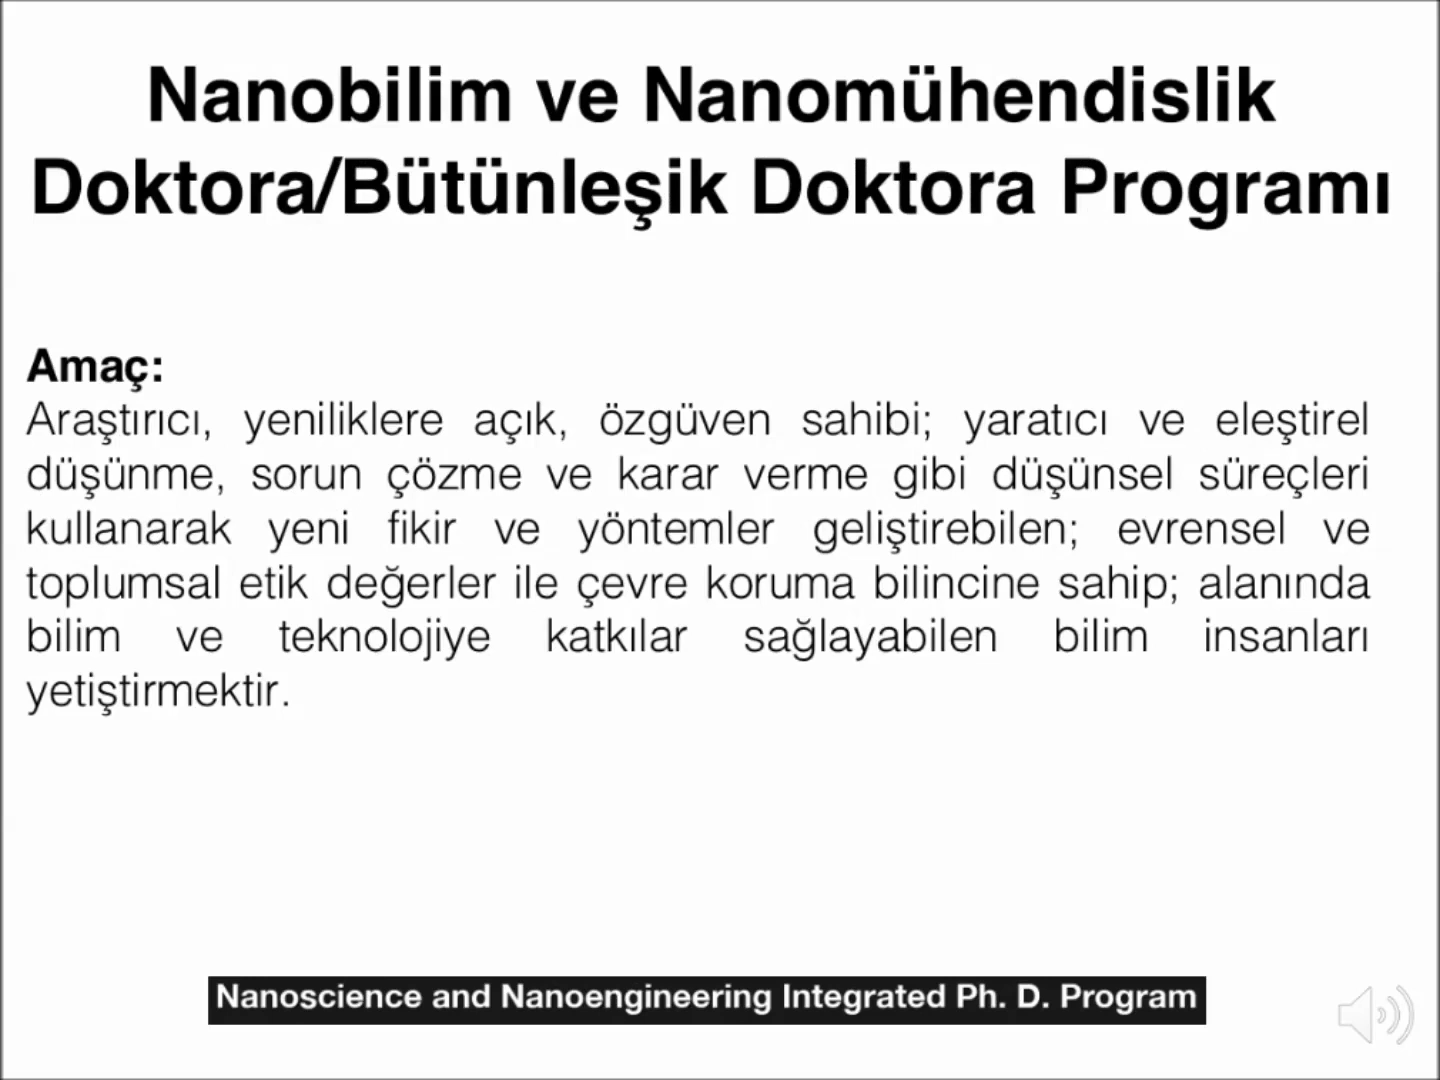 Nanobilim ve Nanomühendislik
Doktora/Bütünleşik Doktora Programı
Amaç:
Araştırıcı, yeniliklere açık, özgüven sahibi; yaratıcı ve eleştirel
düşünme, sorun çözme ve karar verme gibi düşünsel süreçleri
kullanarak yeni fikir ve yöntemler geliştirebilen; evrensel ve
toplumsal etik değerler ile çevre koruma bilincine sahip; alanında
bilim ve teknolojiye katkılar sağlayabilen bilim insanları
yetiştirmektir.
Nanoscience and Nanoengineering Integrated Ph. D. Program